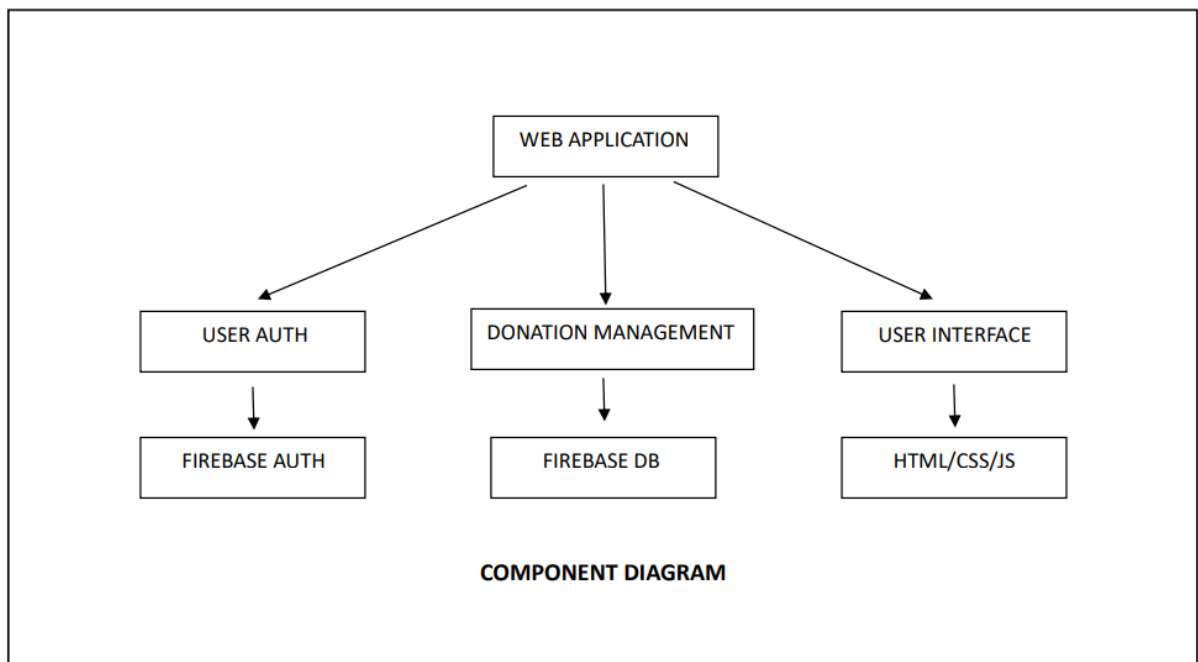 WEB APPLICATION
USER AUTH
DONATION MANAGEMENT
USER INTERFACE
FIREBASE AUTH
FIREBASE DB
HTML/CSS/JS
COMPONENT DIAGRAM